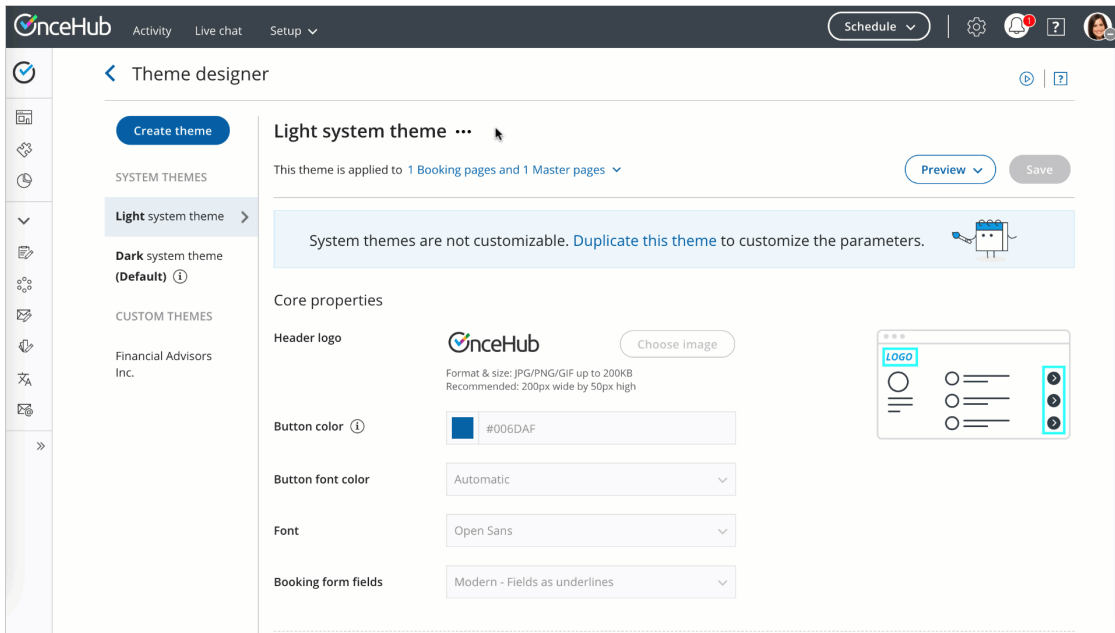 OnceHub Activity Live chat Setup Schedule 1 ?
Theme designer ?
Create theme
SYSTEM THEMES
Light system theme
Dark system theme
(Default) i
CUSTOM THEMES
Financial Advisors
Inc.
Light system theme •••
This theme is applied to 1 Booking pages and 1 Master pages
Preview
Save
System themes are not customizable. Duplicate this theme to customize the parameters.
Core properties
Header logo
OnceHub
Choose image
Format & size: JPG/PNG/GIF up to 200KB
Recommended: 200px wide by 50px high
LOGO
Button color i
#006DAF
Button font color
Automatic
Font
Open Sans
Booking form fields
Modern - Fields as underlines